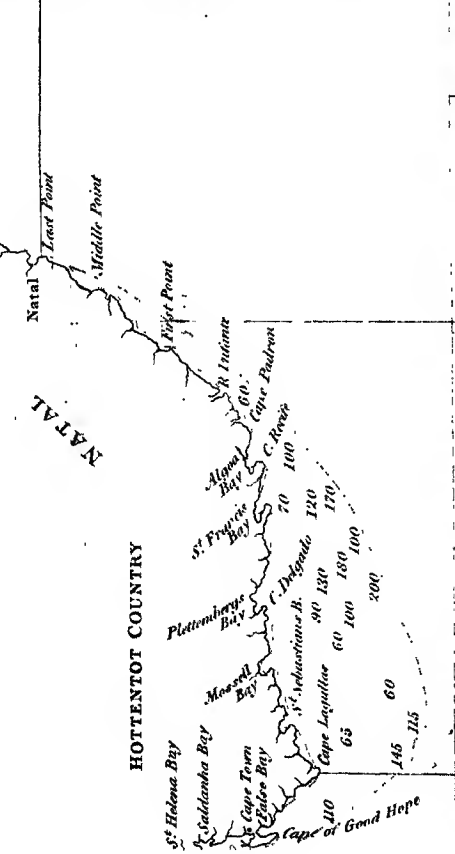 Natal
Last Point
Middle Point
First Point
R Infante
60
Cape Padron
NATAL
Algoa
Bay
C. Recife
100
St Francis
Bay
70
120
170
HOTTENTOT COUNTRY
Plettembergs
Bay
C. Delgado
90
130
180
100
Mossell
Bay
St Sebastians B.
60
100
200
St Helena Bay
Saldanha Bay
Cape Town
False Bay
Cape Lagullas
65
60
145
115
110
Cape of Good Hope